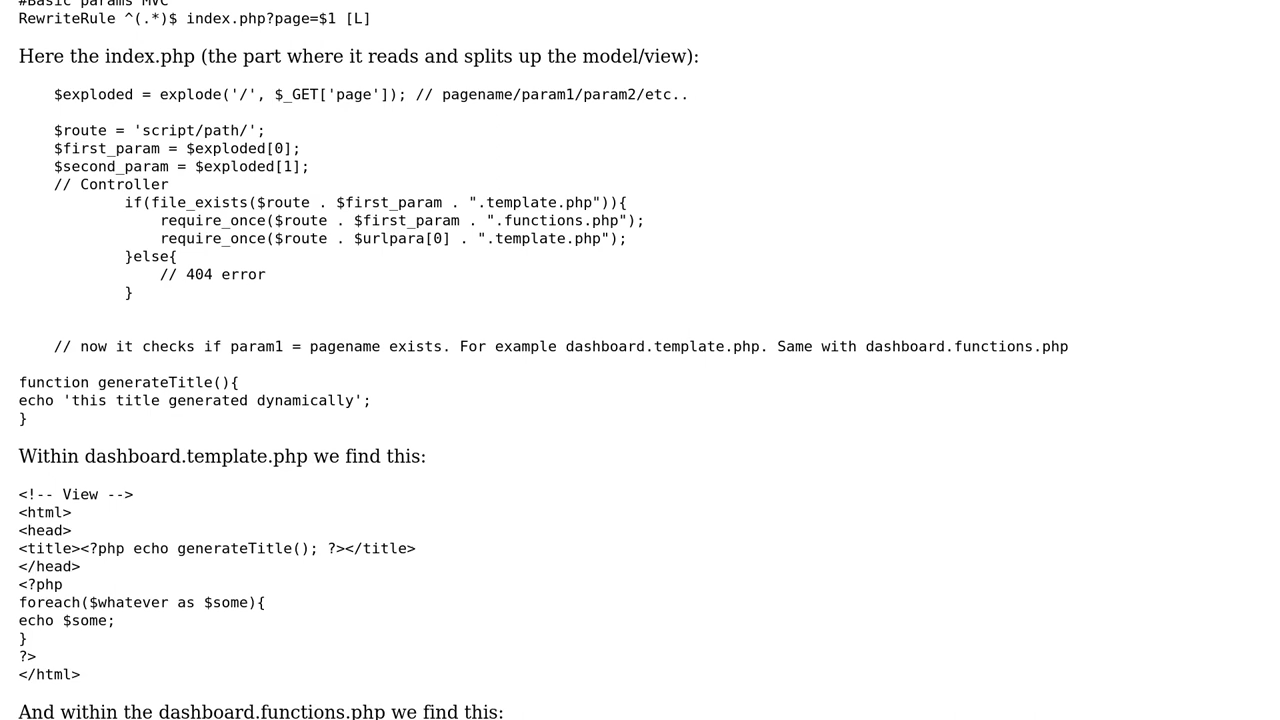 #Basic params MVC
RewriteRule ^(.*)$ index.php?page=$1 [L]
Here the index.php (the part where it reads and splits up the model/view):
$exploded = explode('/', $_GET['page']); // pagename/param1/param2/etc..
$route = 'script/path/';
$first_param = $exploded[0];
$second_param = $exploded[1];
// Controller
if(file_exists($route . $first_param . ".template.php")){
require_once($route . $first_param . ".functions.php");
require_once($route . $urlpara[0] . ".template.php");
}else{
// 404 error
}
// now it checks if param1 = pagename exists. For example dashboard.template.php. Same with dashboard.functions.php
function generateTitle(){
echo 'this title generated dynamically';
}
Within dashboard.template.php we find this:
<!-- View -->
<html>
<head>
<title><?php echo generateTitle(); ?></title>
</head>
<?php
foreach($whatever as $some){
echo $some;
}
?>
</html>
And within the dashboard.functions.php we find this: